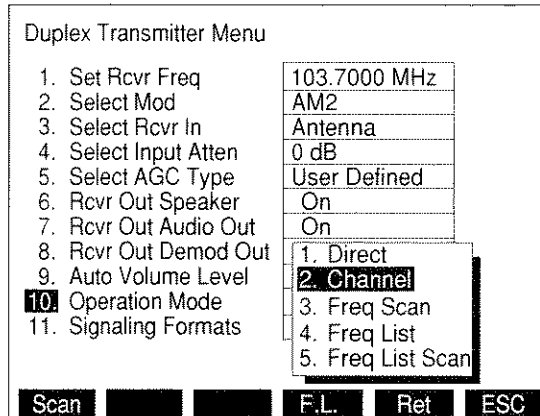 Duplex Transmitter Menu
1. Set Rcvr Freq 103.7000 MHz
2. Select Mod AM2
3. Select Rcvr In Antenna
4. Select Input Atten 0 dB
5. Select AGC Type User Defined
6. Rcvr Out Speaker On
7. Rcvr Out Audio Out On
8. Rcvr Out Demod Out
9. Auto Volume Level
10. Operation Mode
11. Signaling Formats
1. Direct
2. Channel
3. Freq Scan
4. Freq List
5. Freq List Scan
Scan F.L. Ret ESC